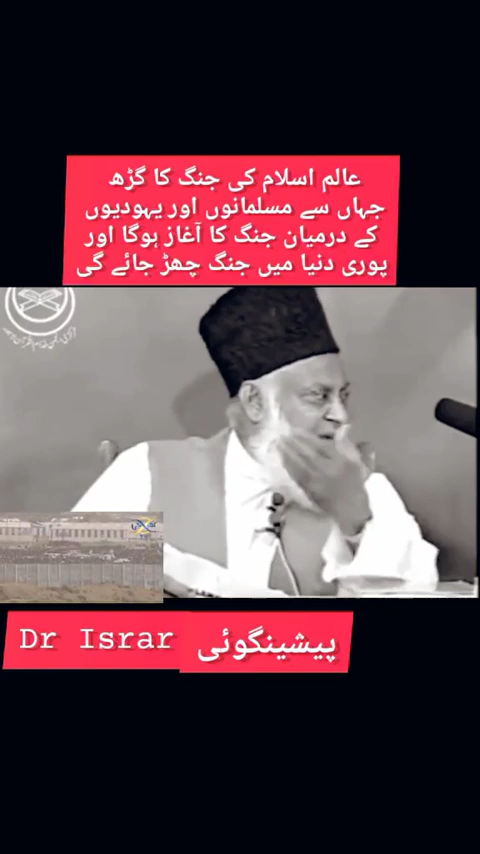 عالم اسلام کی جنگ کا گڑھ
جہاں سے مسلمانوں اور یہودیوں
کے درمیان جنگ کا آغاز ہوگا اور
پوری دنیا میں جنگ چھڑ جائے گی
Dr Israr پیشینگوئی